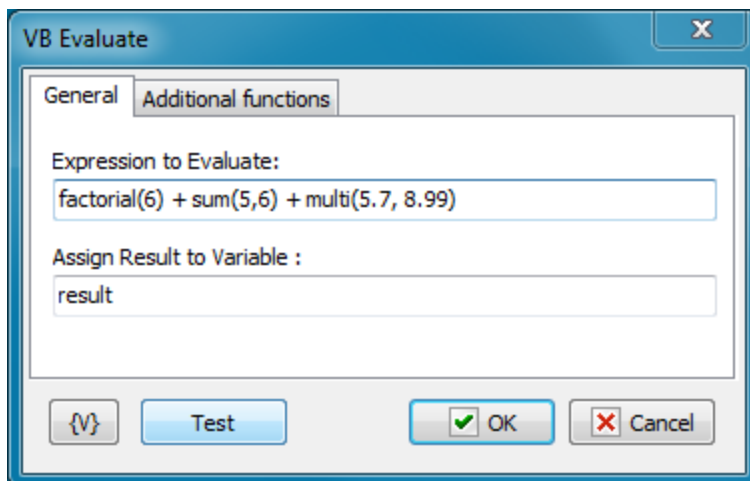 VB Evaluate
X
General Additional functions
Expression to Evaluate:
factorial(6) + sum(5,6) + multi(5.7, 8.99)
Assign Result to Variable :
result
{V} Test OK Cancel